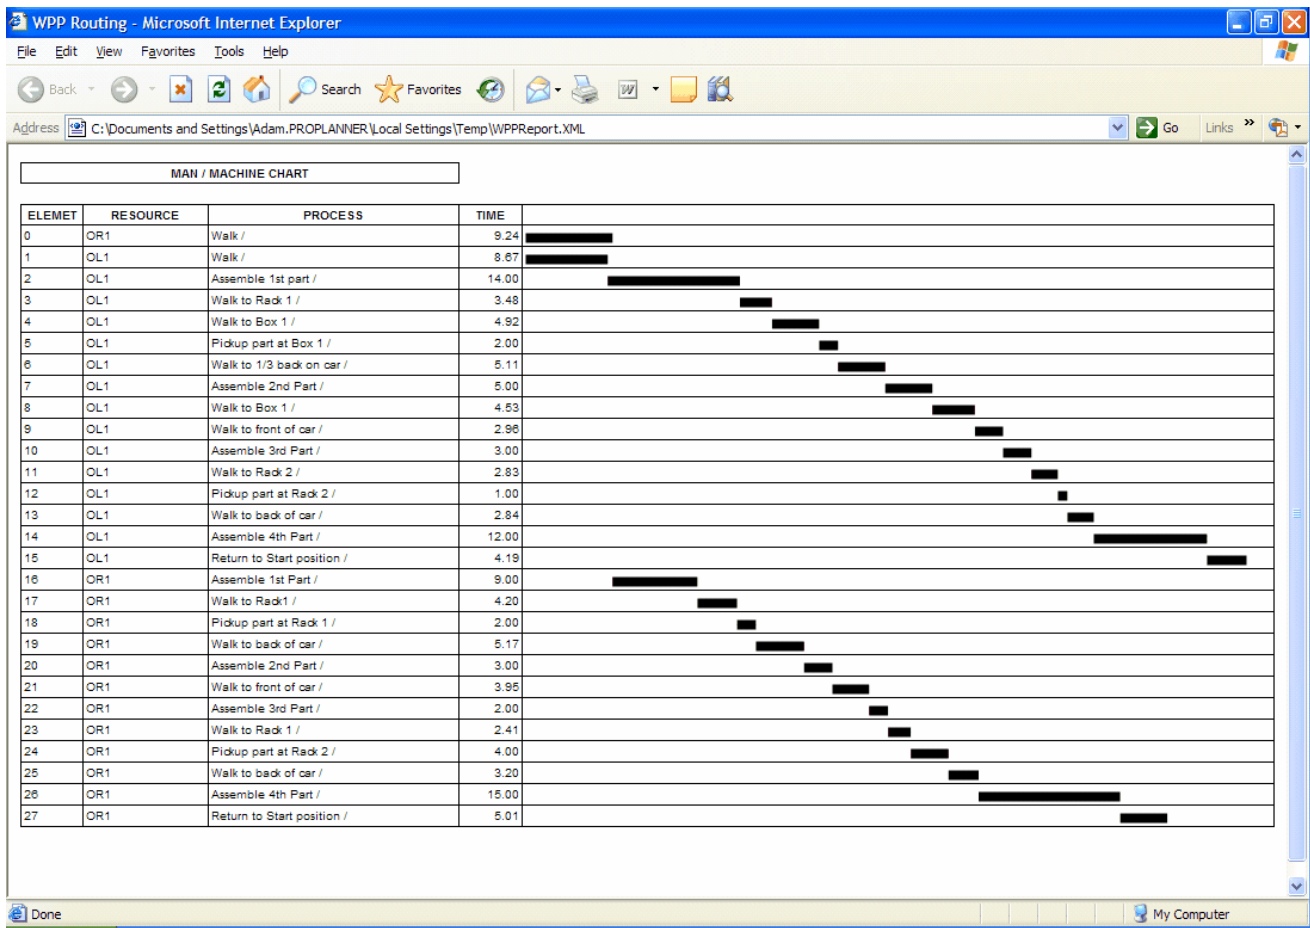 WPP Routing - Microsoft Internet Explorer
File Edit View Favorites Tools Help
Back Search Favorites W
Address C:\Documents and Settings\Adam.PROPLANNER\Local Settings\Temp\WPPReport.XML Go Links »
MAN / MACHINE CHART
ELEMET RESOURCE PROCESS TIME
0 OR1 Walk / 9.24
1 OL1 Walk / 8.67
2 OL1 Assemble 1st part / 14.00
3 OL1 Walk to Rack 1 / 3.48
4 OL1 Walk to Box 1 / 4.92
5 OL1 Pickup part at Box 1 / 2.00
6 OL1 Walk to 1/3 back on car / 5.11
7 OL1 Assemble 2nd Part / 5.00
8 OL1 Walk to Box 1 / 4.53
9 OL1 Walk to front of car / 2.96
10 OL1 Assemble 3rd Part / 3.00
11 OL1 Walk to Rack 2 / 2.83
12 OL1 Pickup part at Rack 2 / 1.00
13 OL1 Walk to back of car / 2.84
14 OL1 Assemble 4th Part / 12.00
15 OL1 Return to Start position / 4.19
16 OR1 Assemble 1st Part / 9.00
17 OR1 Walk to Rack1 / 4.20
18 OR1 Pickup part at Rack 1 / 2.00
19 OR1 Walk to back of car / 5.17
20 OR1 Assemble 2nd Part / 3.00
21 OR1 Walk to front of car / 3.95
22 OR1 Assemble 3rd Part / 2.00
23 OR1 Walk to Rack 1 / 2.41
24 OR1 Pickup part at Rack 2 / 4.00
25 OR1 Walk to back of car / 3.20
26 OR1 Assemble 4th Part / 15.00
27 OR1 Return to Start position / 5.01
Done My Computer